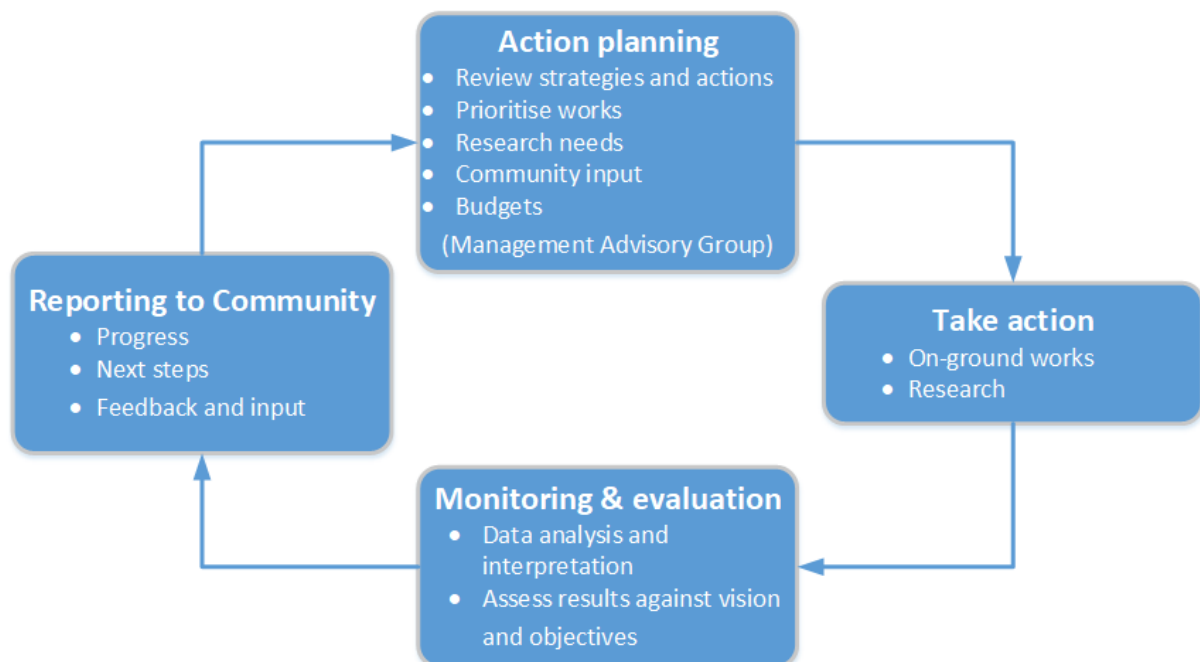 Action planning
• Review strategies and actions
• Prioritise works
• Research needs
• Community input
• Budgets
(Management Advisory Group)
Take action
• On-ground works
• Research
Monitoring & evaluation
• Data analysis and
interpretation
• Assess results against vision
and objectives
Reporting to Community
• Progress
• Next steps
• Feedback and input